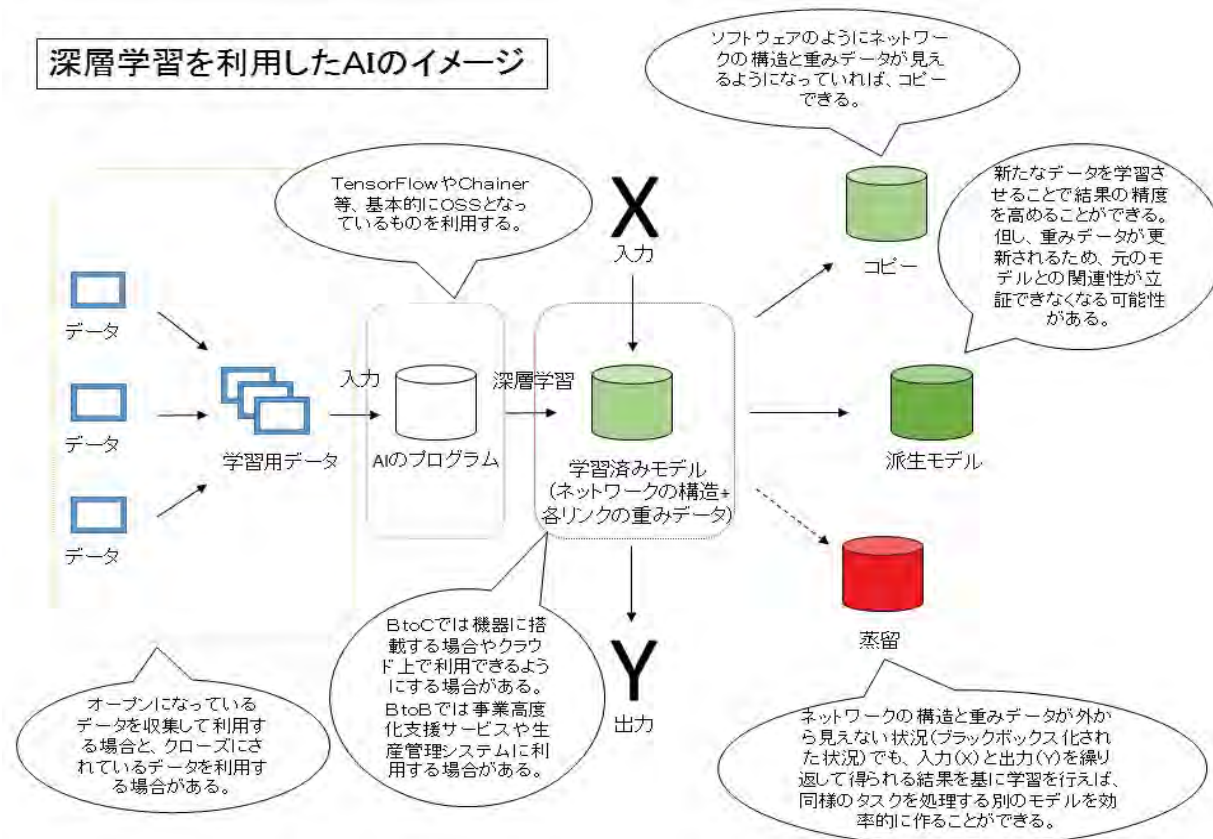 深層学習を利用したAIのイメージ
ソフトウェアのようにネットワー
クの構造と重みデータが見え
るようになっていれば、コピー
できる。
TensorFlowやChainer
等、基本的にOSSとなって
いるものを利用する。
X
入力
コピー
新たなデータを学習さ
せることで結果の精度
を高めることができる。
但し、重みデータが更
新されるため、元のモ
デルとの関連性が立
証できなくなる可能性
がある。
データ
データ
データ
学習用データ
入力
AIのプログラム
深層学習
学習済みモデル
(ネットワークの構造+
各リンクの重みデータ)
派生モデル
蒸留
Y
出力
オープンになっている
データを収集して利用す
る場合と、クローズにさ
れているデータを利用す
る場合がある。
BtoCでは機器に搭
載する場合やクラウ
ド上で利用できるよう
にする場合がある。
BtoBでは事業高度
化支援サービスや生
産管理システムに利
用する場合がある。
ネットワークの構造と重みデータが外か
ら見えない状況(ブラックボックス化され
た状況)でも、入力(X)と出力(Y)を繰り
返して得られる結果を基に学習を行えば、
同様のタスクを処理する別のモデルを効
率的に作ることができる。